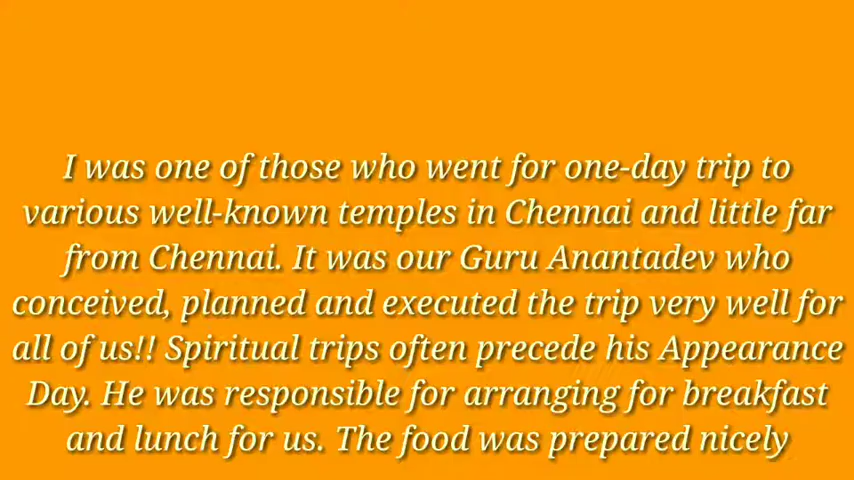 I was one of those who went for one-day trip to
various well-known temples in Chennai and little far
from Chennai. It was our Guru Anantadev who
conceived, planned and executed the trip very well for
all of us!! Spiritual trips often precede his Appearance
Day. He was responsible for arranging for breakfast
and lunch for us. The food was prepared nicely